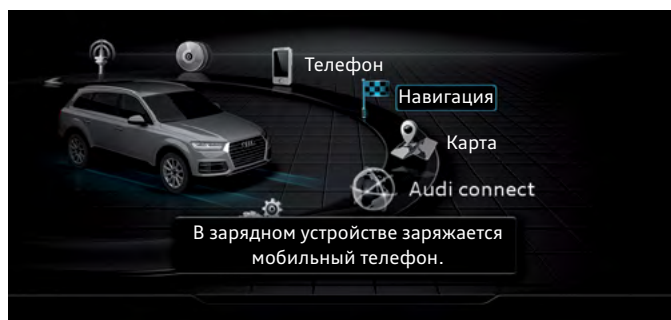 Телефон
Навигация
Карта
Audi connect
В зарядном устройстве заряжается
мобильный телефон.